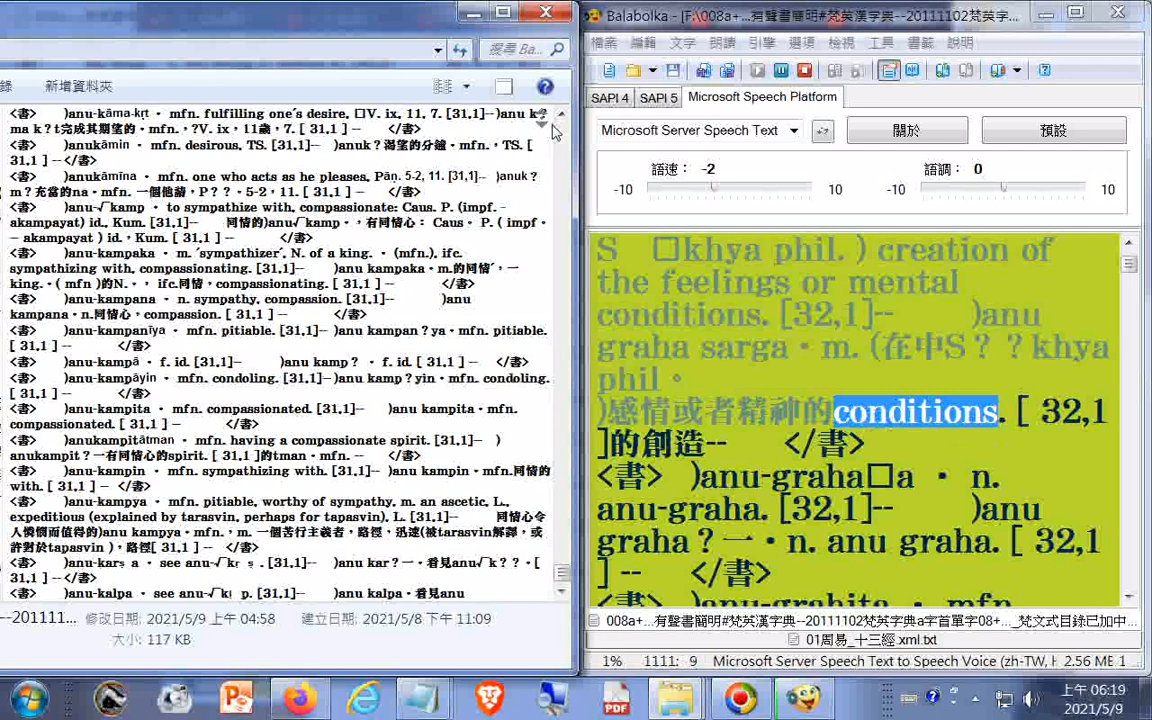 搜尋 Ba...
錄 新增資料夾
<書> )anu-kāma-kṛt ‧ mfn. fulfilling one's desire, □V. ix, 11, 7. [31,1]-- )anu k?
ma k？t完成其期望的‧mfn.，?V. ix，11歲，7. [ 31,1 ] -- </書>
<書> )anukāmin ‧ mfn. desirous, TS. [31,1]-- )anuk？渴望的分鐘‧mfn.，TS. [
31,1 ] -- </書>
<書> )anukāmīna ‧ mfn. one who acts as he pleases, Pāṇ. 5-2, 11. [31,1]-- )anuk？
m？充當的na‧mfn. 一個他請，P？？. 5-2，11. [ 31,1 ] -- </書>
<書> )anu-√kamp ‧ to sympathize with, compassionate: Caus. P. (impf. -
akampayat) id., Kum. [31,1]-- 同情的)anu√kamp‧，有同情心： Caus。 P. ( impf。
– akampayat ) id.，Kum. [ 31,1 ] -- </書>
<書> )anu-kampaka ‧ m. 'sympathizer', N. of a king. ‧ (mfn.), ifc.
sympathizing with, compassionating. [31,1]-- )anu kampaka‧m.的同情´，一
king.‧( mfn )的N.， ifc.同情，compassionating. [ 31,1 ] -- </書>
<書> )anu-kampana ‧ n. sympathy, compassion. [31,1]-- )anu
kampana‧n.同情心，compassion. [ 31,1 ] -- </書>
<書> )anu-kampanīya ‧ mfn. pitiable. [31,1]-- )anu kampan？ya‧mfn. pitiable.
[ 31,1 ] -- </書>
<書> )anu-kampā ‧ f. id. [31,1]-- )anu kamp？ ‧ f. id. [ 31,1 ] -- </書>
<書> )anu-kampāyin ‧ mfn. condoling. [31,1]-- )anu kamp？yin‧mfn. condoling.
[ 31,1 ] -- </書>
<書> )anu-kampita ‧ mfn. compassionated. [31,1]-- )anu kampita‧mfn.
compassionated. [ 31,1 ] -- </書>
<書> )anukampitātman ‧ mfn. having a compassionate spirit. [31,1]-- )
anukampit？一有同情心的spirit. [ 31,1 ]的tman‧mfn. -- </書>
<書> )anu-kampin ‧ mfn. sympathizing with. [31,1]-- )anu kampin‧mfn.同情的
with. [ 31,1 ] -- </書>
<書> )anu-kampya ‧ mfn. pitiable, worthy of sympathy, m. an ascetic, L.,
expeditious (explained by tarasvin, perhaps for tapasvin), L. [31,1]-- 同情心令
人憐憫而值得的)anu kampya‧mfn.，m. 一個苦行主義者，路徑，迅速(被tarasvin解釋，或
許對於tapasvin )，路徑[ 31,1 ] -- </書>
<書> )anu-karṣ a ‧ see anu-√kṛ ṣ . [31,1]-- )anu kar？一‧看見anu√k？？‧[
31,1 ] --</書>
<書> )anu-kalpa ‧ see anu-√kḷ p. [31,1]-- )anu kalpa‧看見anu
--201111... 修改日期: 2021/5/9 上午 04:58 建立日期: 2021/5/8 下午 11:09
大小: 117 KB
Balabolka - [F:\008a+...有聲書簡明#梵英漢字典--20111102梵英字...
檔案 編輯 文字 朗讀 引擎 選項 檢視 工具 書籤 說明
SAPI 4 SAPI 5 Microsoft Speech Platform
Microsoft Server Speech Text 關於 預設
語速: -2 語調: 0
-10 10 -10 10
S □khya phil. ) creation of
the feelings or mental
conditions. [32,1]-- )anu
graha sarga‧m. (在中S？？khya
phil。
)感情或者精神的conditions. [ 32,1
]的創造-- </書>
<書> )anu-graha□a ‧ n.
anu-graha. [32,1]-- )anu
graha？一‧n. anu graha. [ 32,1
] -- </書>
<書> )anu-grahita ‧ mfn.
008a+...有聲書簡明#梵英漢字典--20111102梵英字典a字首單字08+..._梵文式目錄已加中...
01周易_十三經.xml.txt
1% 1111: 9 Microsoft Server Speech Text to Speech Voice (zh-TW, H 2.56 MB 1
上午 06:19
2021/5/9